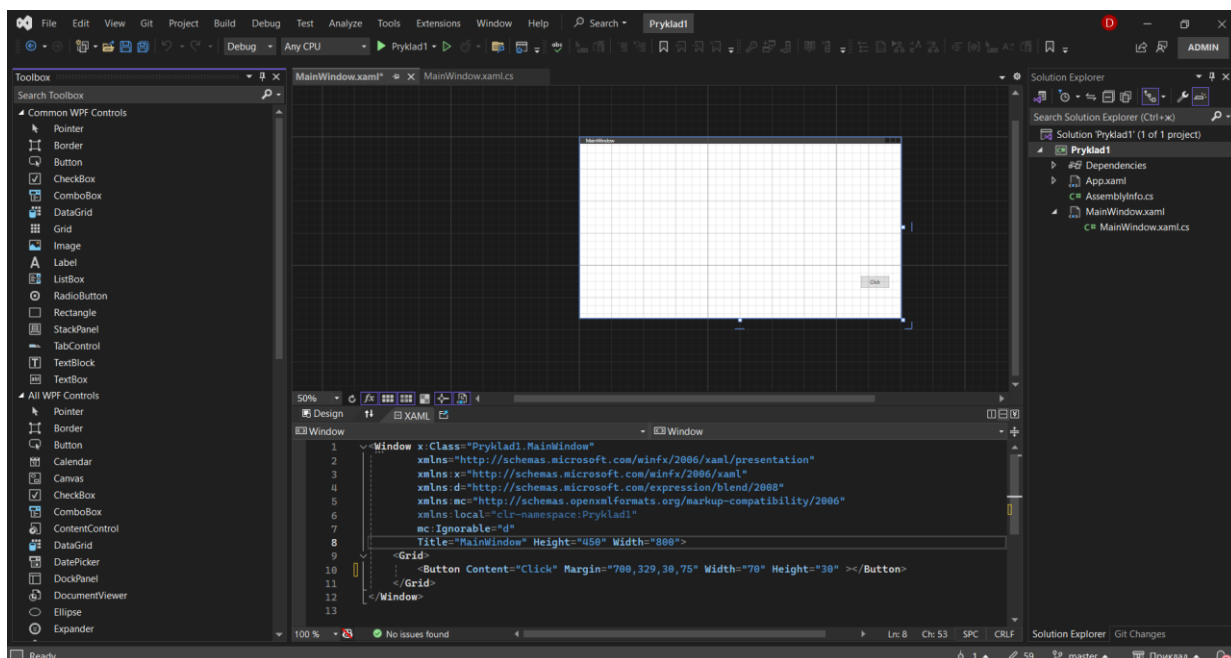 File Edit View Git Project Build Debug Test Analyze Tools Extensions Window Help Search Pryklad1 D
Debug Any CPU Pryklad1 ADMIN
Toolbox
Search Toolbox
Common WPF Controls
Pointer
Border
Button
CheckBox
ComboBox
DataGrid
Grid
Image
Label
ListBox
RadioButton
Rectangle
StackPanel
TabControl
TextBlock
TextBox
All WPF Controls
Pointer
Border
Button
Calendar
Canvas
CheckBox
ComboBox
ContentControl
DataGrid
DatePicker
DockPanel
DocumentViewer
Ellipse
Expander
MainWindow.xaml* MainWindow.xaml.cs
MainWindow
Click
50%
Design XAML
Window Window
1 <Window x:Class="Pryklad1.MainWindow"
2 xmlns="http://schemas.microsoft.com/winfx/2006/xaml/presentation"
3 xmlns:x="http://schemas.microsoft.com/winfx/2006/xaml"
4 xmlns:d="http://schemas.microsoft.com/expression/blend/2008"
5 xmlns:mc="http://schemas.openxmlformats.org/markup-compatibility/2006"
6 xmlns:local="clr-namespace:Pryklad1"
7 mc:Ignorable="d"
8 Title="MainWindow" Height="450" Width="800">
9 <Grid>
10 <Button Content="Click" Margin="700,329,30,75" Width="70" Height="30" ></Button>
11 </Grid>
12 </Window>
13
100 % No issues found Ln: 8 Ch: 53 SPC CRLF
Solution Explorer
Search Solution Explorer (Ctrl+ж)
Solution 'Pryklad1' (1 of 1 project)
Pryklad1
Dependencies
App.xaml
AssemblyInfo.cs
MainWindow.xaml
MainWindow.xaml.cs
Solution Explorer Git Changes
Ready 1 59 master Приклад